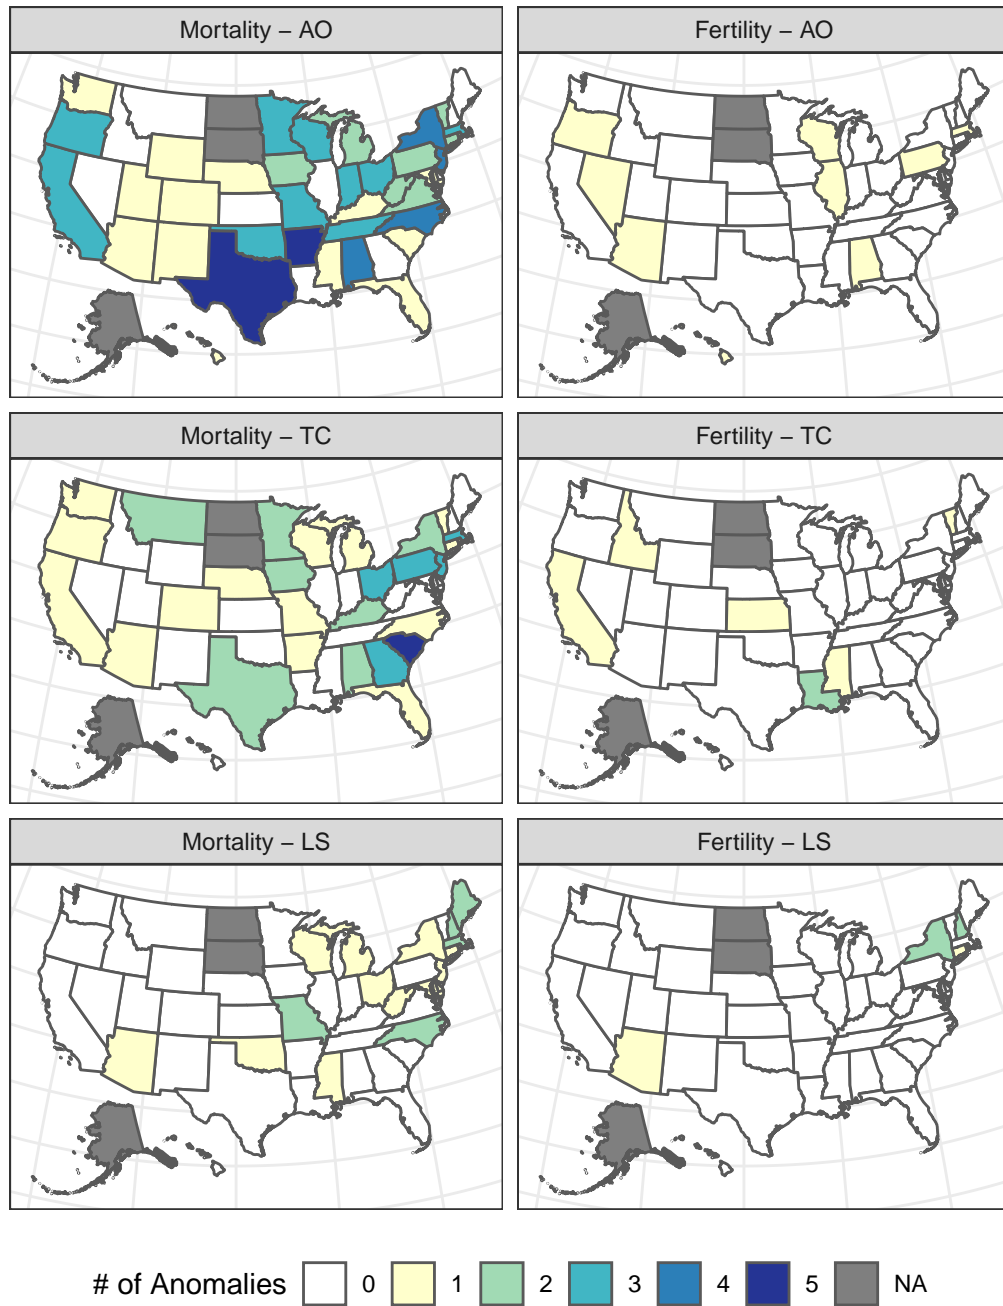 Mortality – AO
Fertility – AO
Mortality – TC
Fertility – TC
Mortality – LS
Fertility – LS
# of Anomalies 0 1 2 3 4 5 NA